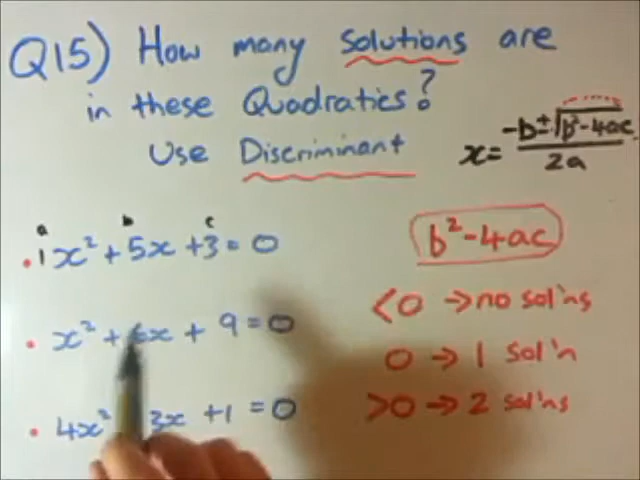 Q15) How many solutions are
in these Quadratics?
Use Discriminant
x = -b ± √b² - 4ac / 2a
a b c
• 1x² + 5x + 3 = 0
b² - 4ac
<0 → no sol'ns
• x² + 6x + 9 = 0
0 → 1 sol'n
• 4x² 3x + 1 = 0
>0 → 2 sol'ns